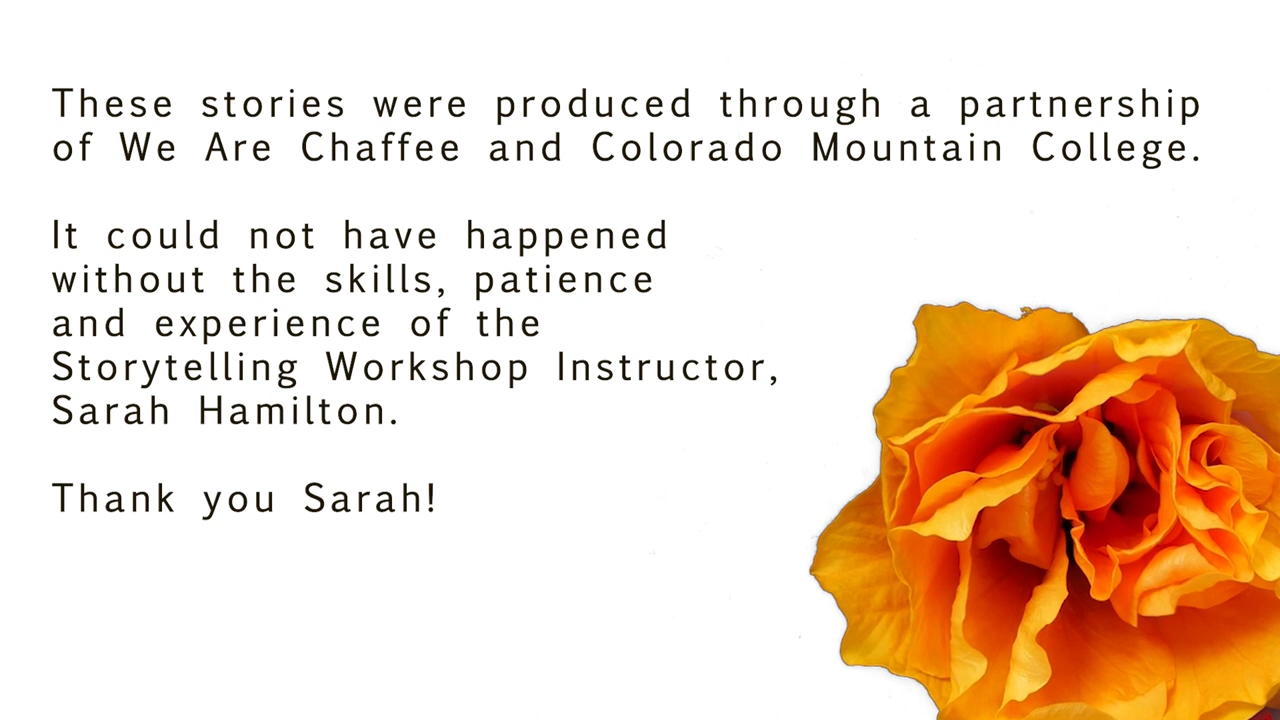 These stories were produced through a partnership
of We Are Chaffee and Colorado Mountain College.
It could not have happened
without the skills, patience
and experience of the
Storytelling Workshop Instructor,
Sarah Hamilton.
Thank you Sarah!